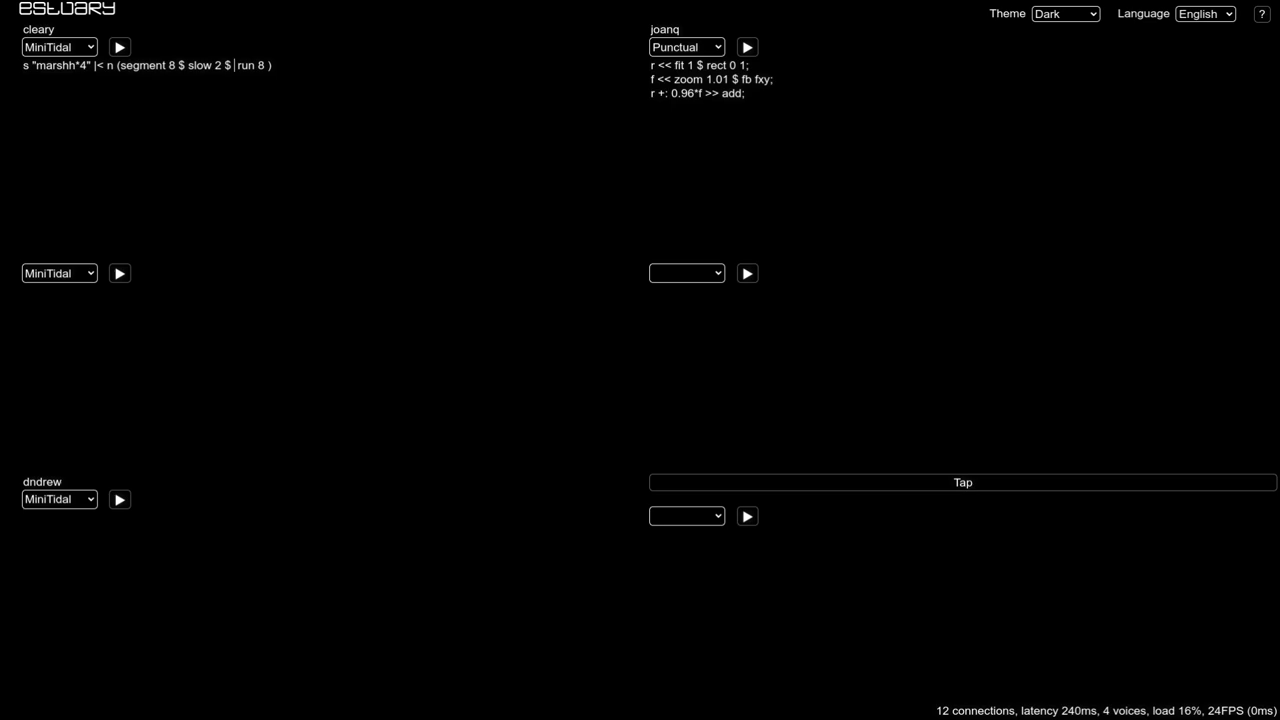 estuary
Theme Dark Language English ?
cleary
MiniTidal
s "marshh*4" |< n (segment 8 $ slow 2 $ run 8 )
joanq
Punctual
r << fit 1 $ rect 0 1;
f << zoom 1.01 $ fb fxy;
r +: 0.96*f >> add;
MiniTidal
dndrew
MiniTidal
Tap
12 connections, latency 240ms, 4 voices, load 16%, 24FPS (0ms)